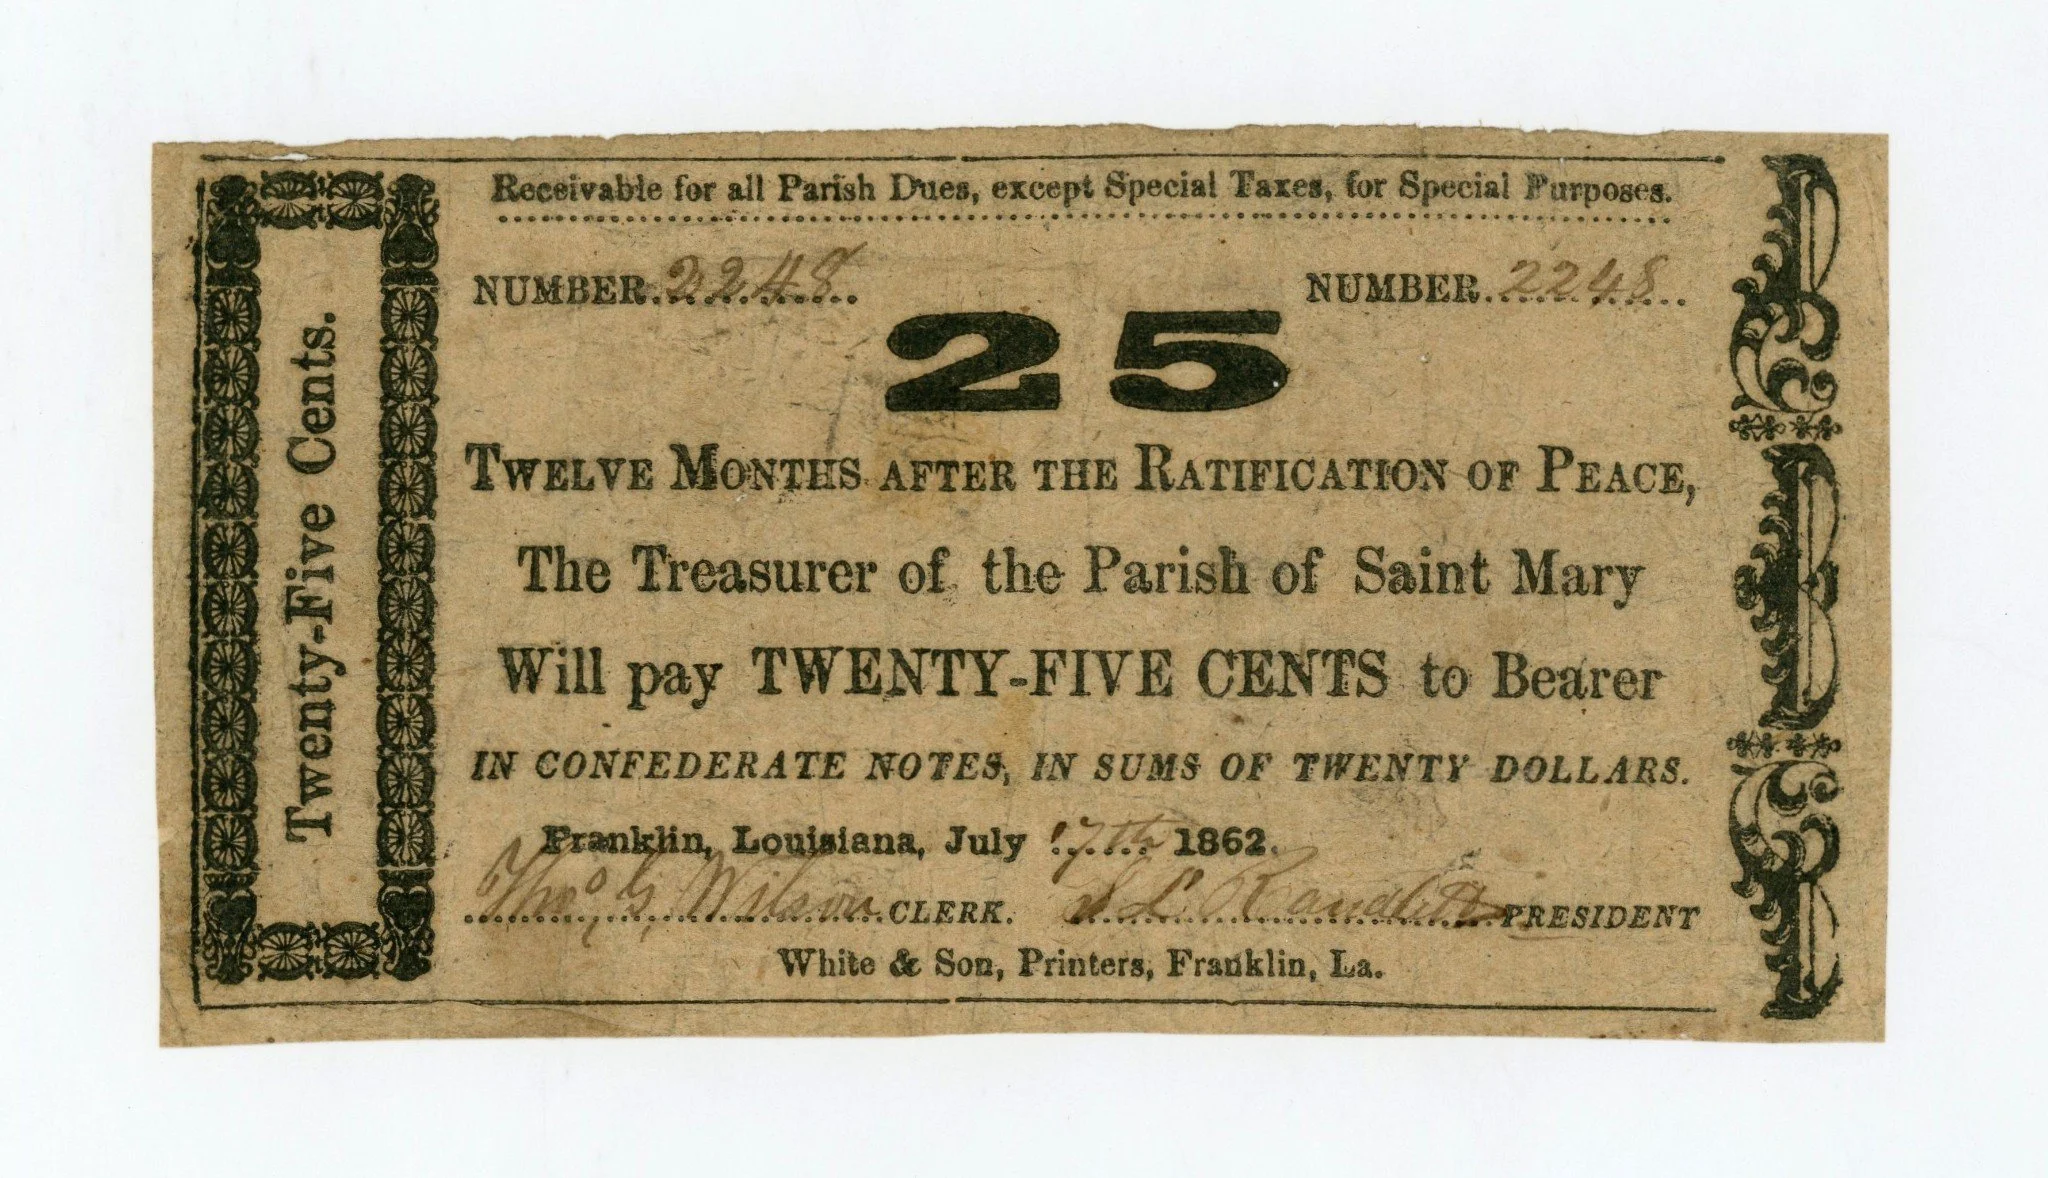 Receivable for all Parish Dues, except Special Taxes, for Special Purposes.
NUMBER 2248 NUMBER 2248
25
Twenty-Five Cents.
TWELVE MONTHS AFTER THE RATIFICATION OF PEACE,
The Treasurer of the Parish of Saint Mary
Will pay TWENTY-FIVE CENTS to Bearer
IN CONFEDERATE NOTES, IN SUMS OF TWENTY DOLLARS.
Franklin, Louisiana, July 17th 1862.
Thos. G. Wilson CLERK. PRESIDENT
White & Son, Printers, Franklin, La.